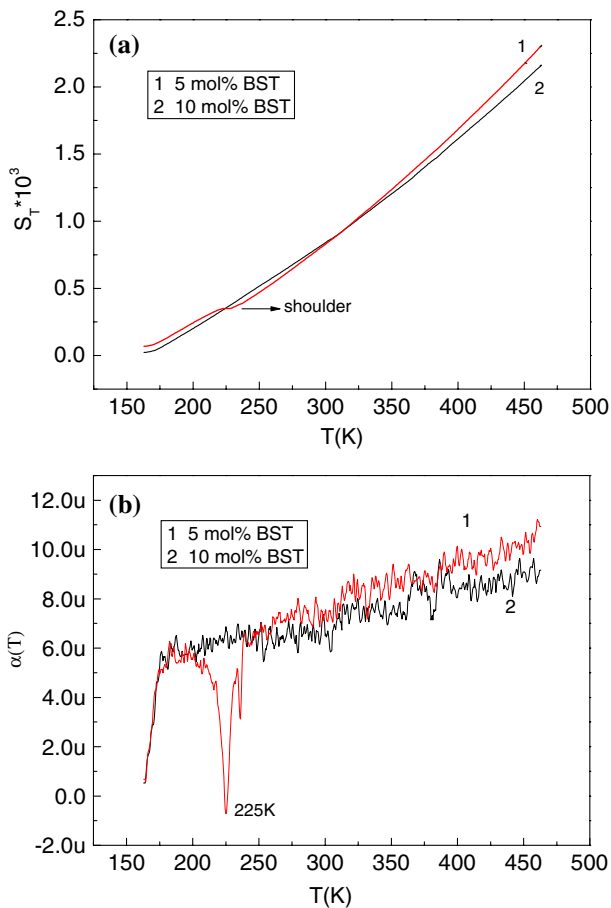 (a)
1 5 mol% BST
2 10 mol% BST
1
2
shoulder
S_T*10^3
2.5
2.0
1.5
1.0
0.5
0.0
150 200 250 300 350 400 450 500
T(K)
(b)
1 5 mol% BST
2 10 mol% BST
1
2
225K
α(T)
12.0u
10.0u
8.0u
6.0u
4.0u
2.0u
0.0
-2.0u
150 200 250 300 350 400 450 500
T(K)